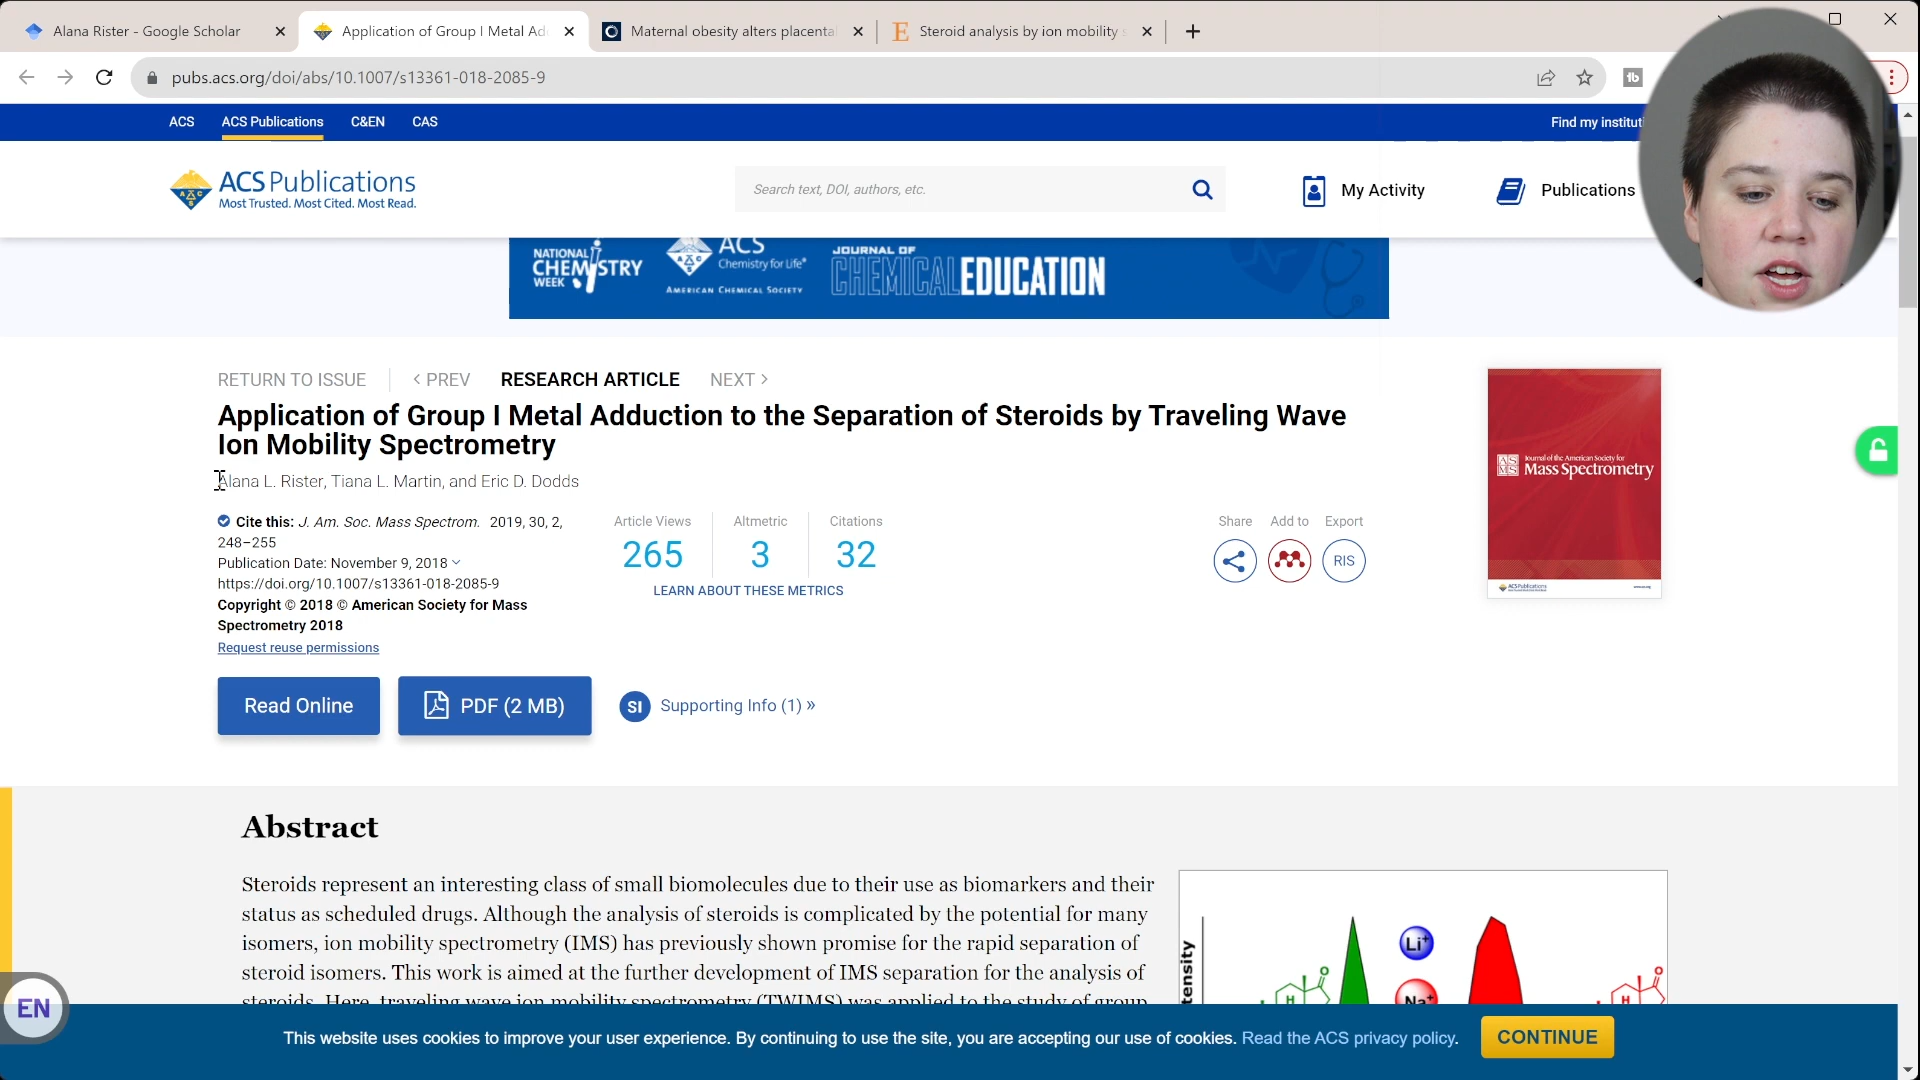 Alana Rister - Google Scholar
Application of Group I Metal Ad
Maternal obesity alters placenta
Steroid analysis by ion mobility
pubs.acs.org/doi/abs/10.1007/s13361-018-2085-9
ACS
ACS Publications
C&EN
CAS
Find my instituti
ACS Publications
Most Trusted. Most Cited. Most Read.
Search text, DOI, authors, etc.
My Activity
Publications
NATIONAL CHEMISTRY WEEK
ACS
Chemistry for Life®
AMERICAN CHEMICAL SOCIETY
JOURNAL OF
CHEMICAL EDUCATION
RETURN TO ISSUE
< PREV
RESEARCH ARTICLE
NEXT >
Application of Group I Metal Adduction to the Separation of Steroids by Traveling Wave
Ion Mobility Spectrometry
Alana L. Rister, Tiana L. Martin, and Eric D. Dodds
Cite this: J. Am. Soc. Mass Spectrom. 2019, 30, 2,
248–255
Publication Date: November 9, 2018
https://doi.org/10.1007/s13361-018-2085-9
Copyright © 2018 © American Society for Mass
Spectrometry 2018
Request reuse permissions
Article Views
265
Altmetric
3
Citations
32
LEARN ABOUT THESE METRICS
Share
Add to
Export
RIS
Journal of the American Society for
Mass Spectrometry
ACS Publications
Read Online
PDF (2 MB)
SI
Supporting Info (1) »
Abstract
Steroids represent an interesting class of small biomolecules due to their use as biomarkers and their
status as scheduled drugs. Although the analysis of steroids is complicated by the potential for many
isomers, ion mobility spectrometry (IMS) has previously shown promise for the rapid separation of
steroid isomers. This work is aimed at the further development of IMS separation for the analysis of
steroids. Here, traveling wave ion mobility spectrometry (TWIMS) was applied to the study of group
tensity
Li+
Na+
H
H
O
O
EN
This website uses cookies to improve your user experience. By continuing to use the site, you are accepting our use of cookies. Read the ACS privacy policy.
CONTINUE